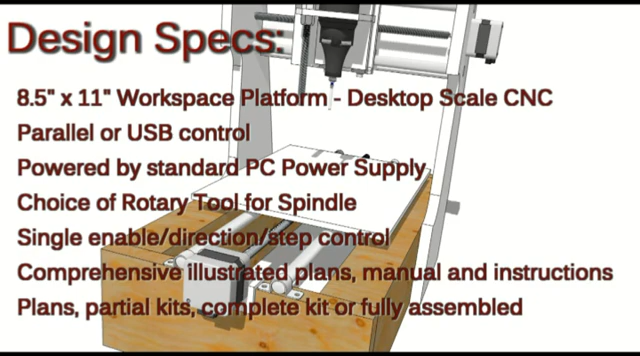 Design Specs:
8.5" x 11" Workspace Platform - Desktop Scale CNC
Parallel or USB control
Powered by standard PC Power Supply
Choice of Rotary Tool for Spindle
Single enable/direction/step control
Comprehensive illustrated plans, manual and instructions
Plans, partial kits, complete kit or fully assembled